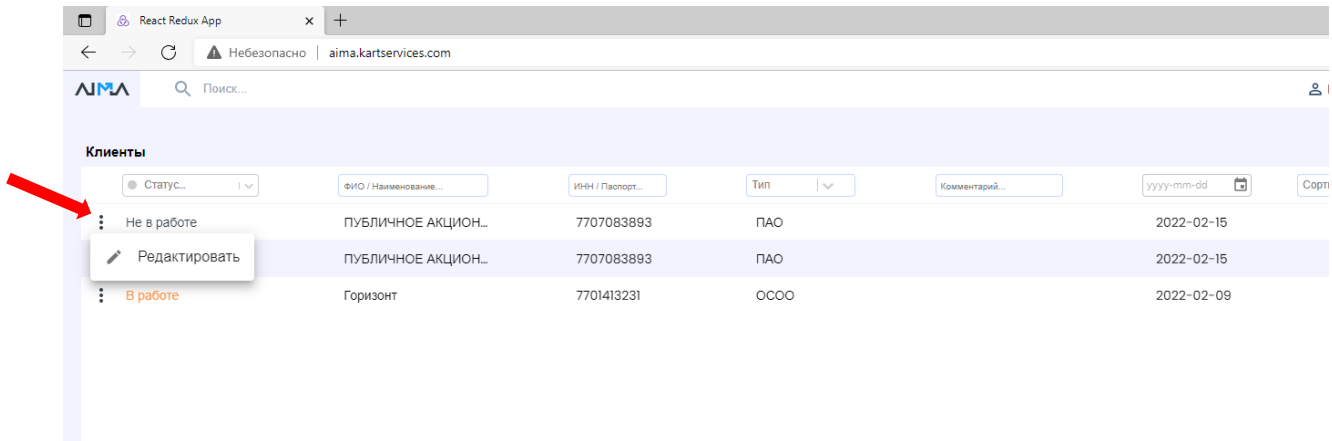 React Redux App
Небезопасно aima.kartservices.com
AIMA Поиск...
Клиенты
Статус... ФИО / Наименование... ИНН / Паспорт... Тип Комментарий... yyyy-mm-dd
Не в работе ПУБЛИЧНОЕ АКЦИОН... 7707083893 ПАО 2022-02-15
Редактировать ПУБЛИЧНОЕ АКЦИОН... 7707083893 ПАО 2022-02-15
В работе Горизонт 7701413231 ОСОО 2022-02-09